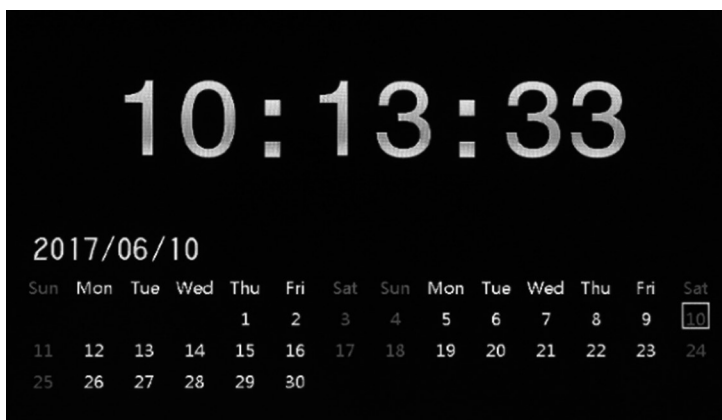 10:13:33
2017/06/10
Sun Mon Tue Wed Thu Fri Sat Sun Mon Tue Wed Thu Fri Sat
1 2 3 4 5 6 7 8 9 10
11 12 13 14 15 16 17 18 19 20 21 22 23 24
25 26 27 28 29 30